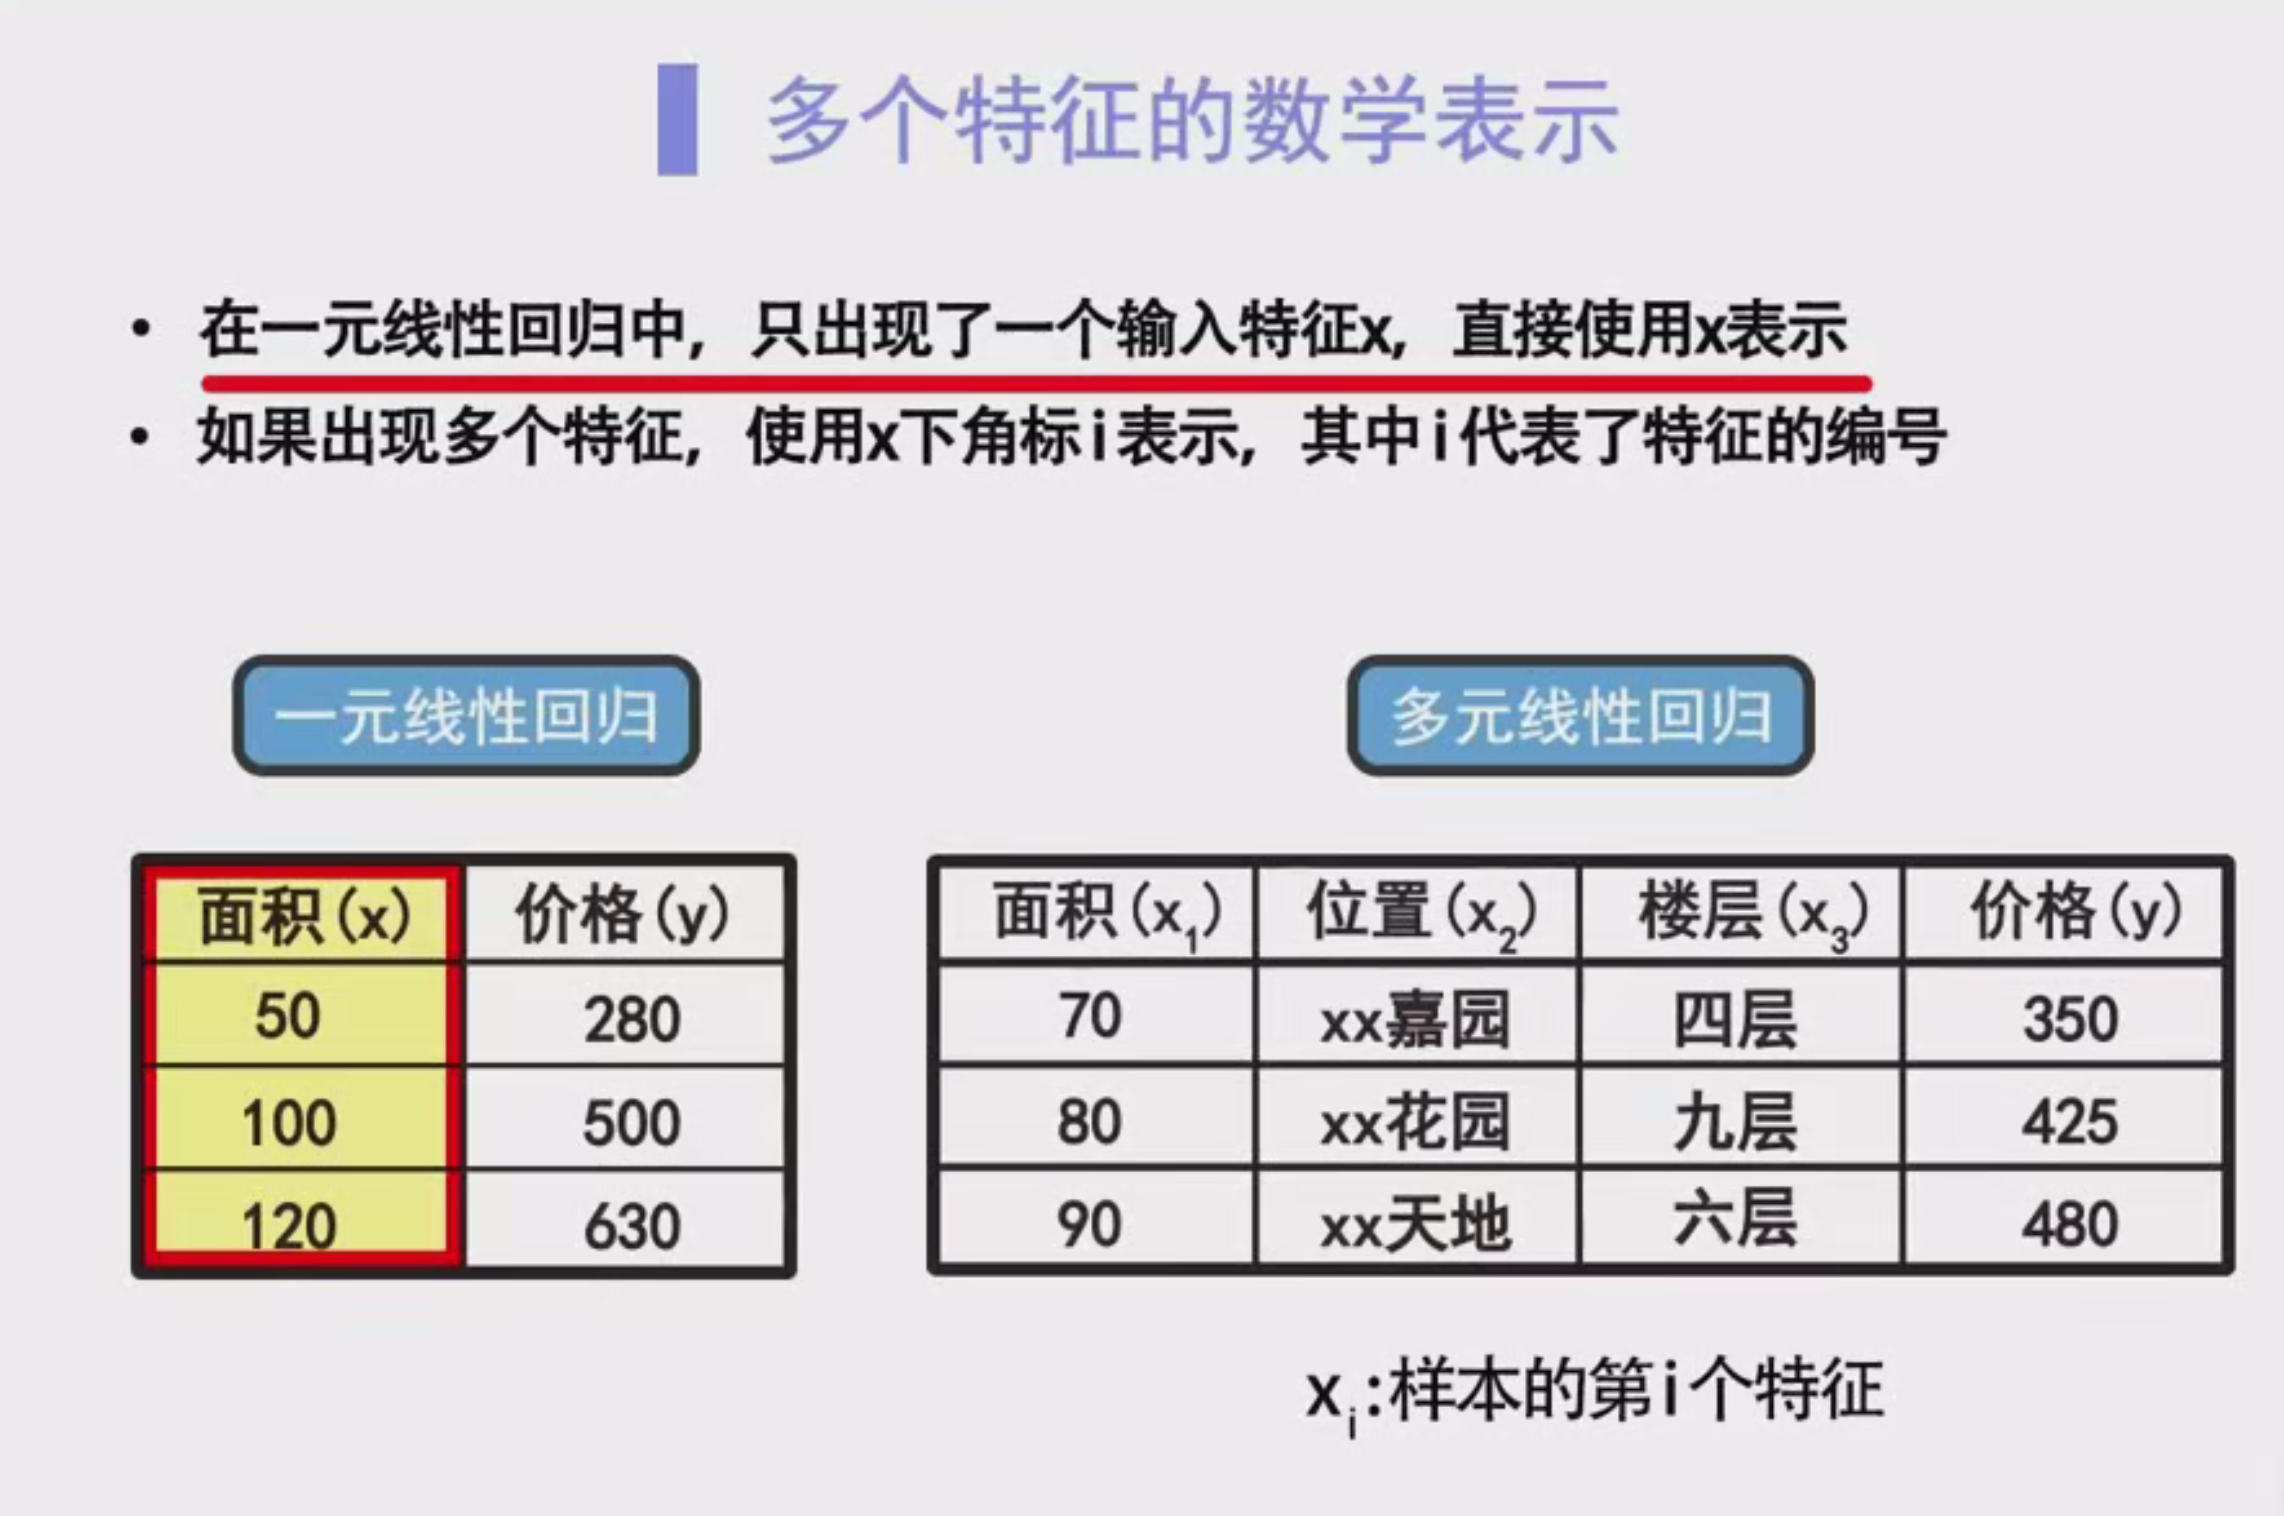 多个特征的数学表示
• 在一元线性回归中，只出现了一个输入特征x，直接使用x表示
• 如果出现多个特征，使用x下角标i表示，其中i代表了特征的编号
一元线性回归
面积(x) 价格(y)
50 280
100 500
120 630
多元线性回归
面积(x₁) 位置(x₂) 楼层(x₃) 价格(y)
70 xx嘉园 四层 350
80 xx花园 九层 425
90 xx天地 六层 480
xᵢ:样本的第i个特征